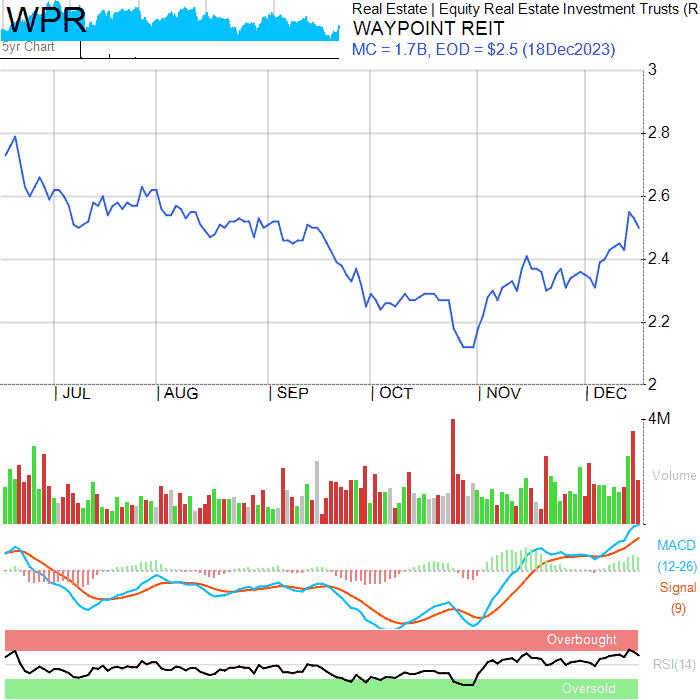 WPR
5yr Chart
Real Estate | Equity Real Estate Investment Trusts (R
WAYPOINT REIT
MC = 1.7B, EOD = $2.5 (18Dec2023)
3
2.8
2.6
2.4
2.2
2
| JUL | AUG | SEP | OCT | NOV | DEC
4M
Volume
MACD
(12-26)
Signal
(9)
Overbought
RSI(14)
Oversold